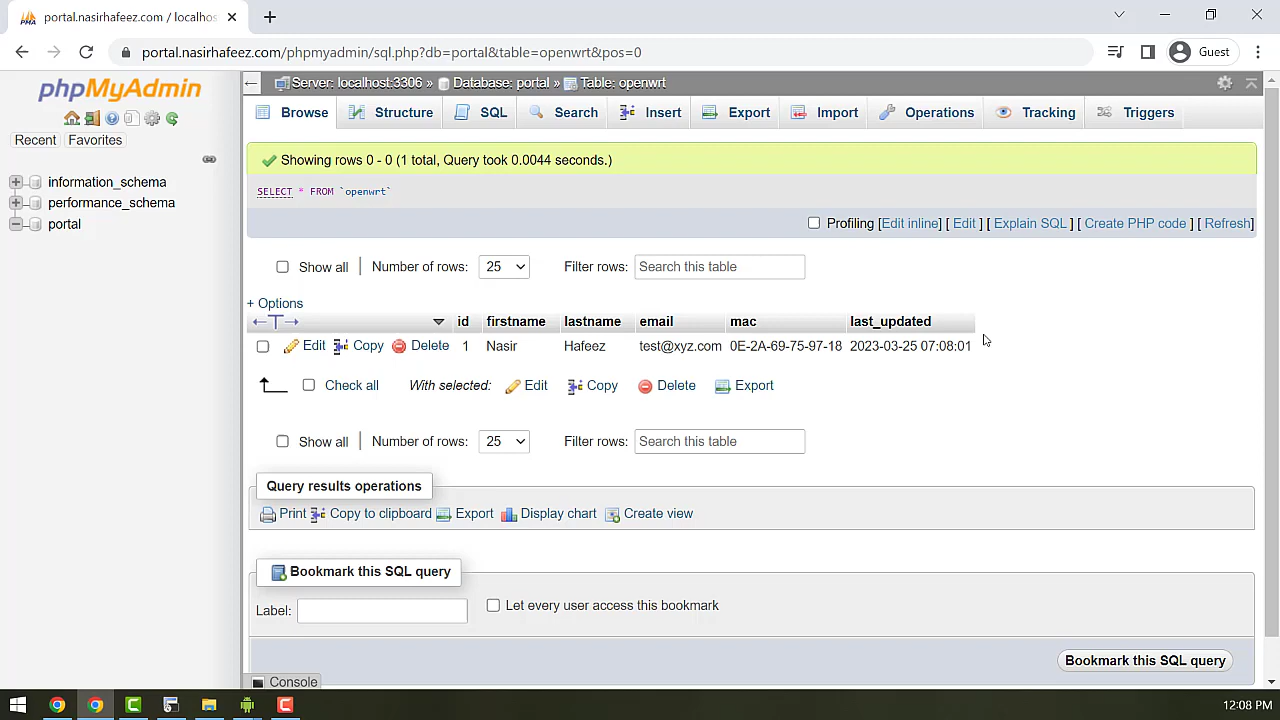 portal.nasirhafeez.com / localhos
portal.nasirhafeez.com/phpmyadmin/sql.php?db=portal&table=openwrt&pos=0
Guest
phpMyAdmin
Recent Favorites
information_schema
performance_schema
portal
Server: localhost:3306 » Database: portal » Table: openwrt
Browse Structure SQL Search Insert Export Import Operations Tracking Triggers
Showing rows 0 - 0 (1 total, Query took 0.0044 seconds.)
SELECT * FROM `openwrt`
Profiling [Edit inline] [ Edit ] [ Explain SQL ] [ Create PHP code ] [ Refresh]
Show all Number of rows: 25 Filter rows: Search this table
+ Options
id firstname lastname email mac last_updated
Edit Copy Delete 1 Nasir Hafeez test@xyz.com 0E-2A-69-75-97-18 2023-03-25 07:08:01
Check all With selected: Edit Copy Delete Export
Show all Number of rows: 25 Filter rows: Search this table
Query results operations
Print Copy to clipboard Export Display chart Create view
Bookmark this SQL query
Label: Let every user access this bookmark
Bookmark this SQL query
Console
12:08 PM